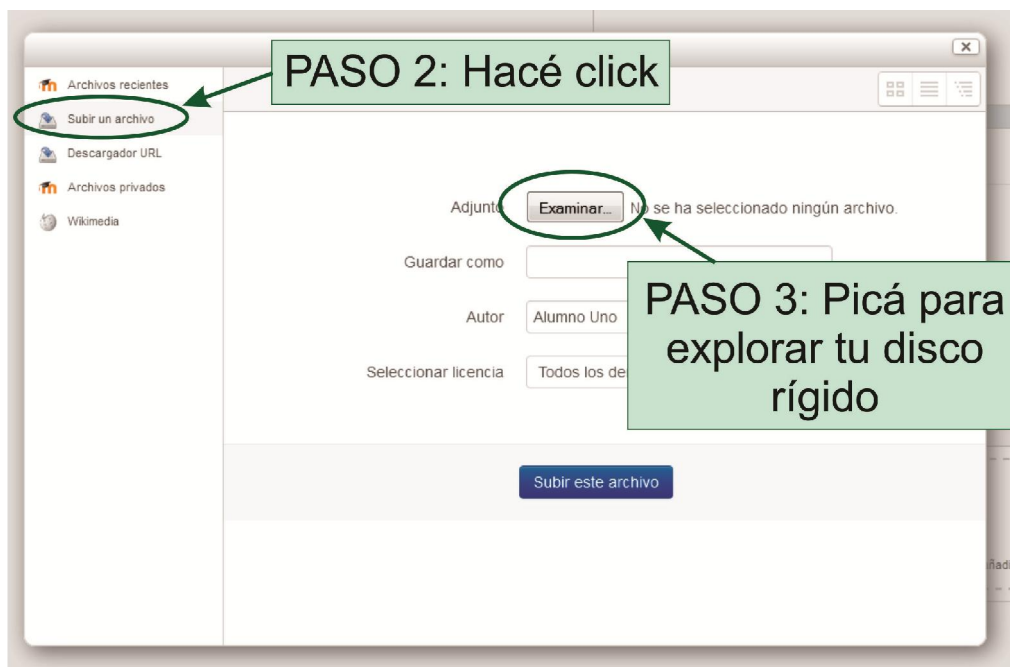 PASO 2: Hacé click
Archivos recientes
Subir un archivo
Descargador URL
Archivos privados
Wikimedia
Adjunto Examinar... No se ha seleccionado ningún archivo.
Guardar como
Autor Alumno Uno
Seleccionar licencia Todos los de
PASO 3: Picá para
explorar tu disco
rígido
Subir este archivo